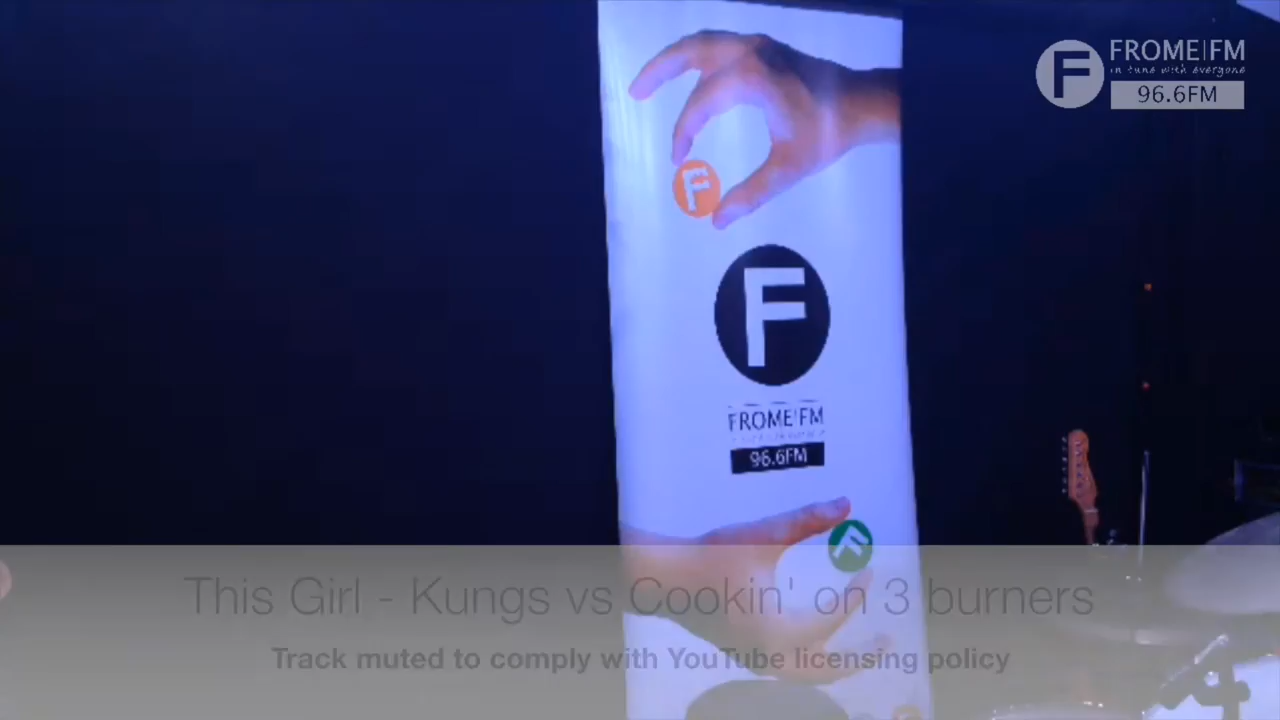 FROME|FM
in tune with everyone
96.6FM
F
F
F
FROME|FM
96.6FM
F
This Girl - Kungs vs Cookin' on 3 burners
Track muted to comply with YouTube licensing policy